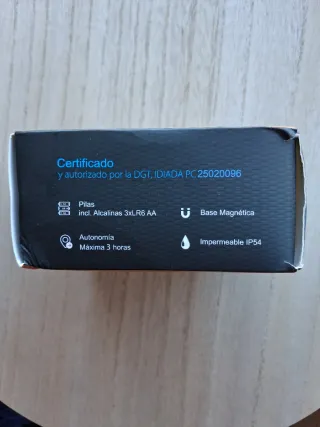 Certificado
y autorizado por la DGT, IDIADA PC 25020096
Pilas
incl. Alcalinas 3xLR6 AA
Base Magnética
Autonomía
Máxima 3 horas
Impermeable IP54